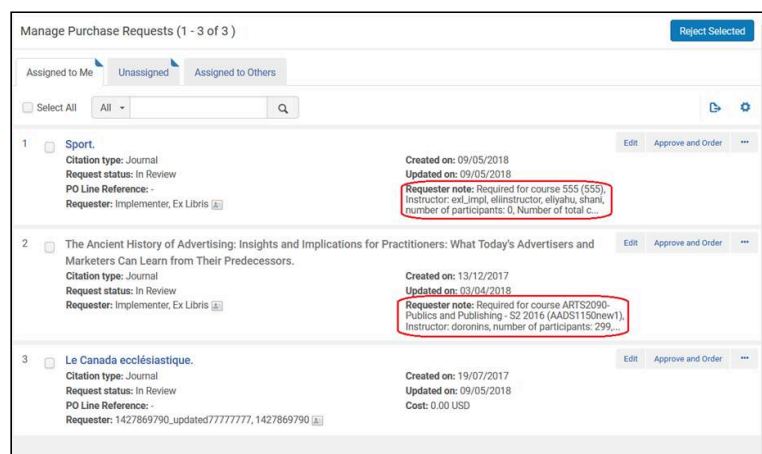 Manage Purchase Requests (1 - 3 of 3 )
Reject Selected
Assigned to Me
Unassigned
Assigned to Others
Select All
All
1
Sport.
Edit
Approve and Order
Citation type: Journal
Created on: 09/05/2018
Request status: In Review
Updated on: 09/05/2018
PO Line Reference: -
Requester note: Required for course 555 (555),
Requester: Implementer, Ex Libris
Instructor: exl_impl, eliinstructor, eliyahu, shani,
number of participants: 0, Number of total c...
2
The Ancient History of Advertising: Insights and Implications for Practitioners: What Today's Advertisers and
Edit
Approve and Order
Marketers Can Learn from Their Predecessors.
Citation type: Journal
Created on: 13/12/2017
Request status: In Review
Updated on: 03/04/2018
Requester: Implementer, Ex Libris
Requester note: Required for course ARTS2090-
Publics and Publishing - S2 2016 (AADS1150new1),
Instructor: doronins, number of participants: 299,...
3
Le Canada ecclésiastique.
Edit
Approve and Order
Citation type: Journal
Created on: 19/07/2017
Request status: In Review
Updated on: 09/05/2018
PO Line Reference: -
Cost: 0.00 USD
Requester: 1427869790_updated77777777, 1427869790